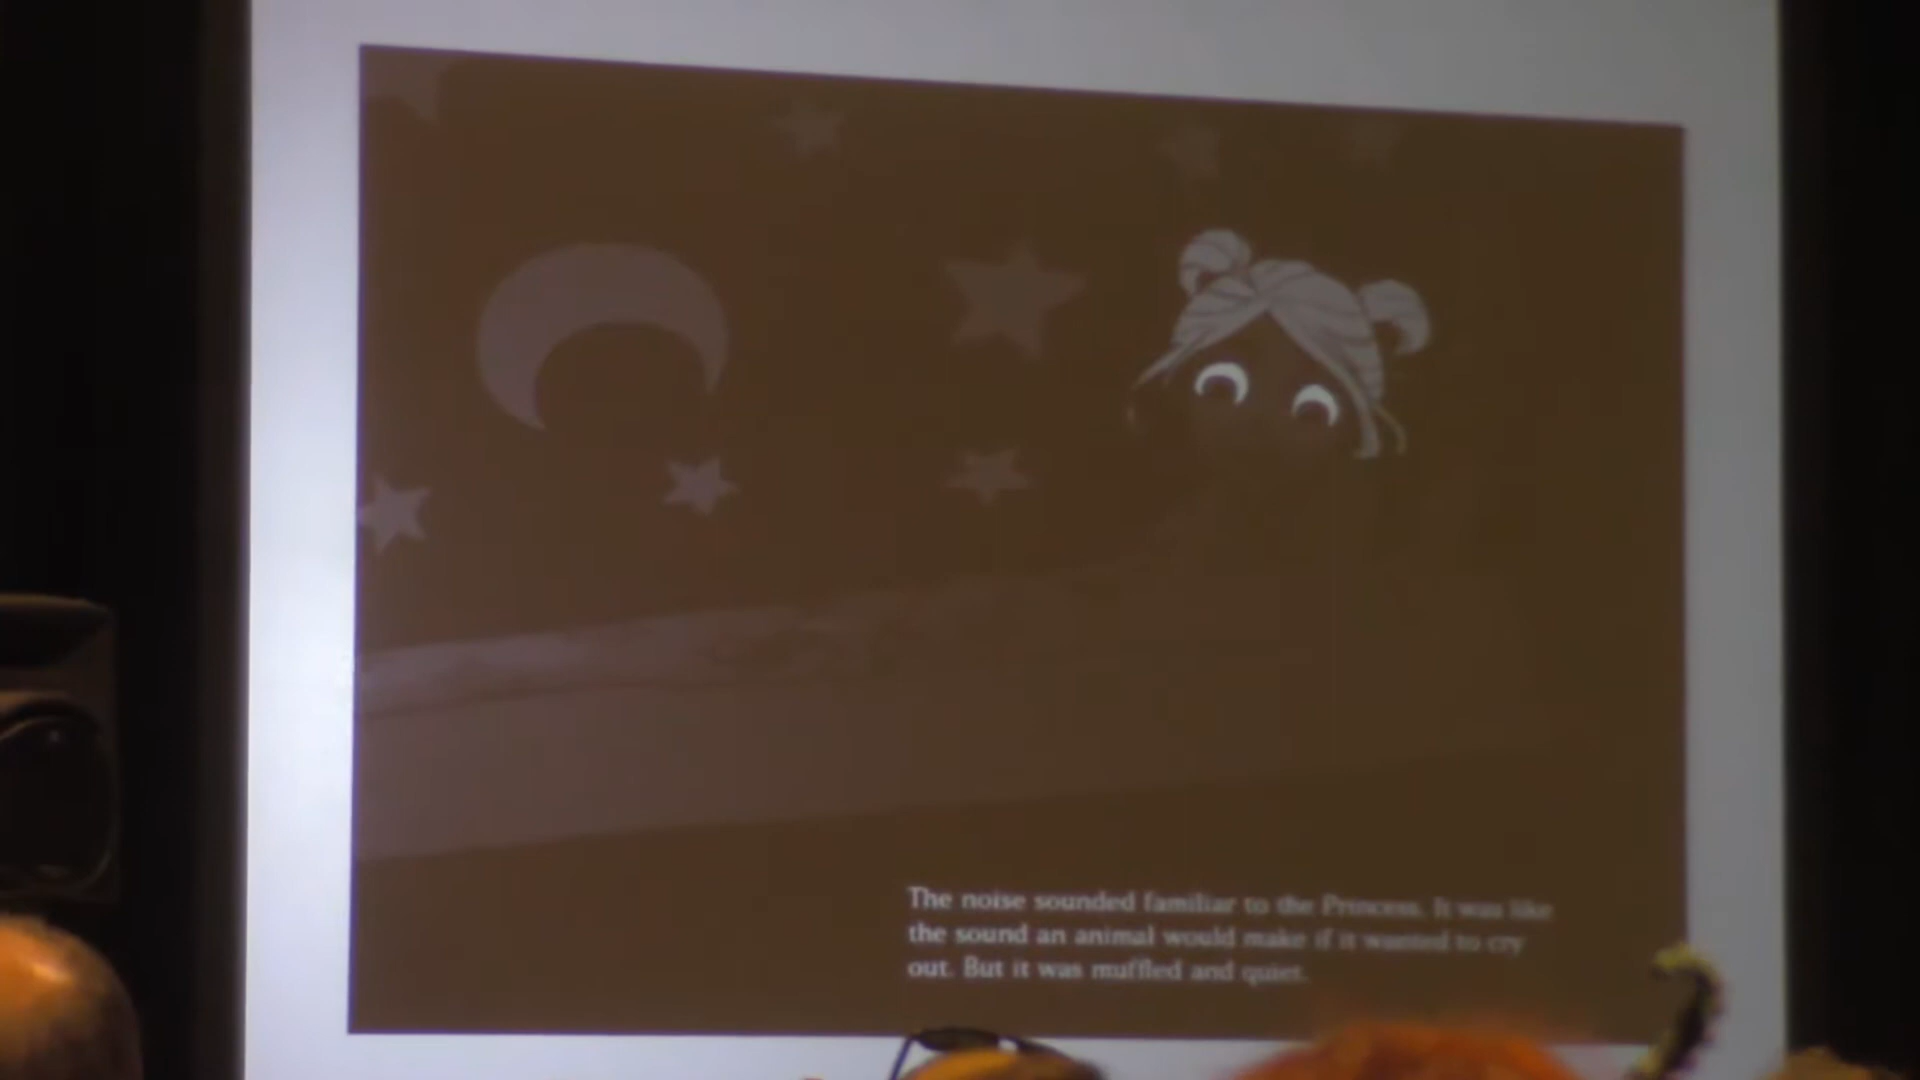 The noise sounded familiar to the Princess. It was like
the sound an animal would make if it wanted to cry
out. But it was muffled and quiet.